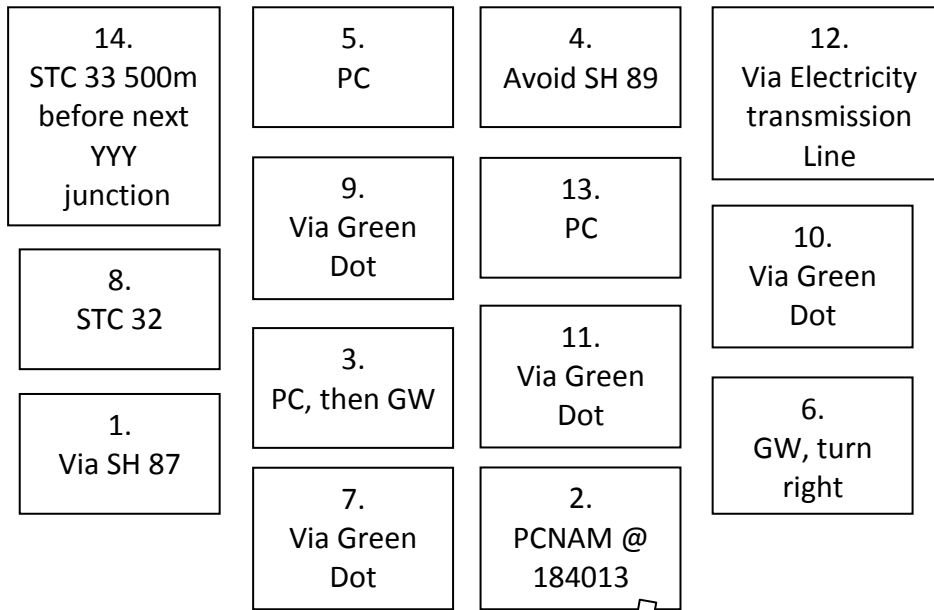 14.
STC 33 500m
before next
YYY
junction
5.
PC
4.
Avoid SH 89
12.
Via Electricity
transmission
Line
9.
Via Green
Dot
13.
PC
10.
Via Green
Dot
8.
STC 32
3.
PC, then GW
11.
Via Green
Dot
1.
Via SH 87
6.
GW, turn
right
7.
Via Green
Dot
2.
PCNAM @
184013